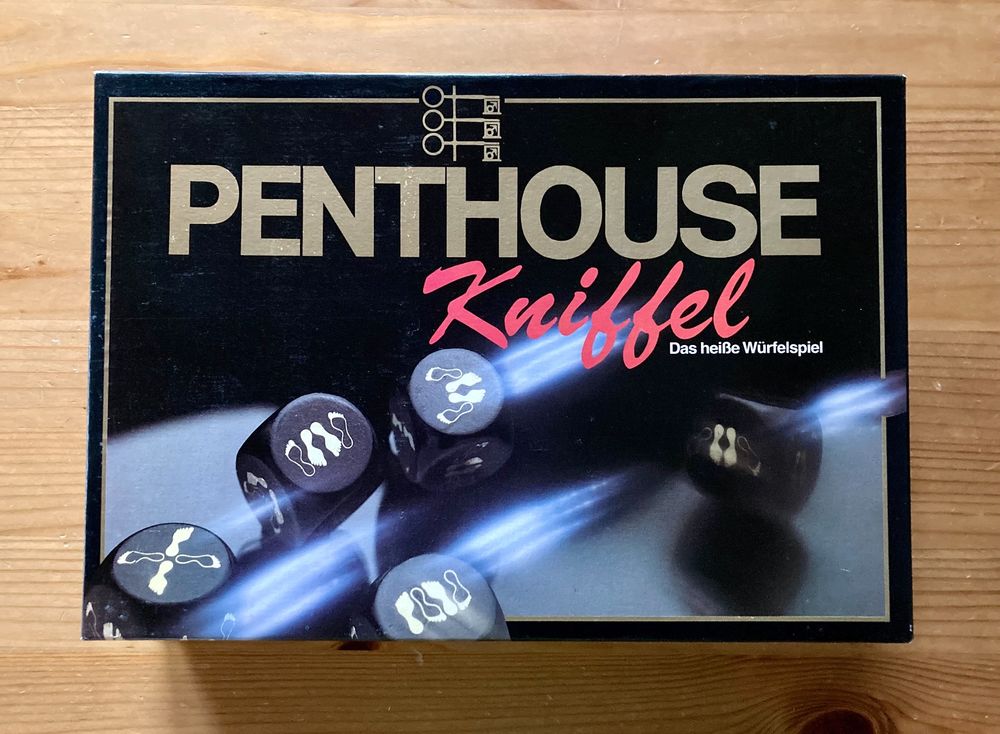 PENTHOUSE
Kniffel
Das heiße Würfelspiel